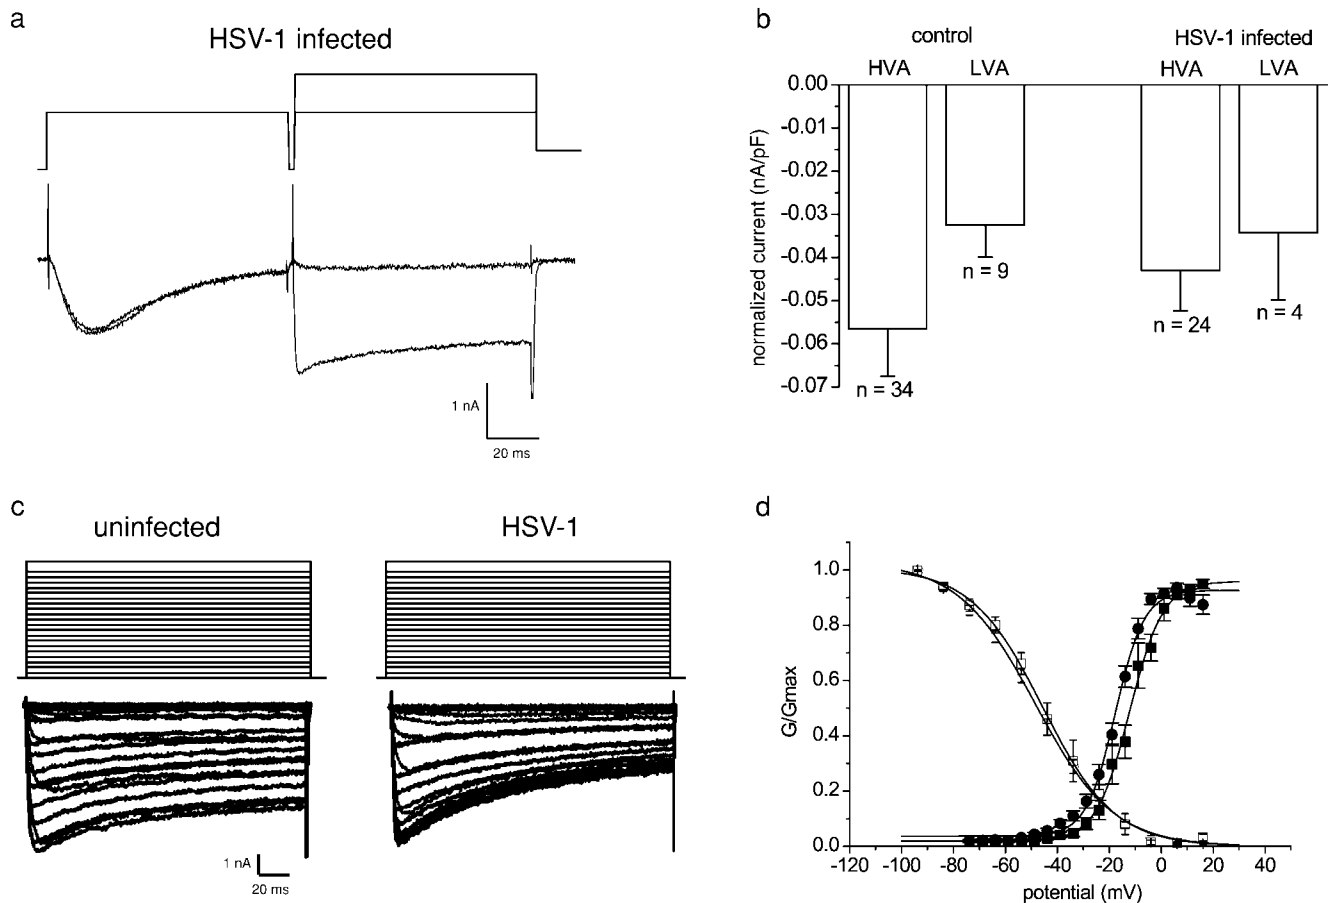 a
HSV-1 infected
1 nA
20 ms
b
control
HSV-1 infected
HVA LVA HVA LVA
0.00
-0.01
-0.02
-0.03
-0.04
-0.05
-0.06
-0.07
normalized current (nA/pF)
n = 34
n = 9
n = 24
n = 4
c
uninfected
HSV-1
1 nA
20 ms
d
G/Gmax
1.0
0.8
0.6
0.4
0.2
0.0
-120 -100 -80 -60 -40 -20 0 20 40
potential (mV)